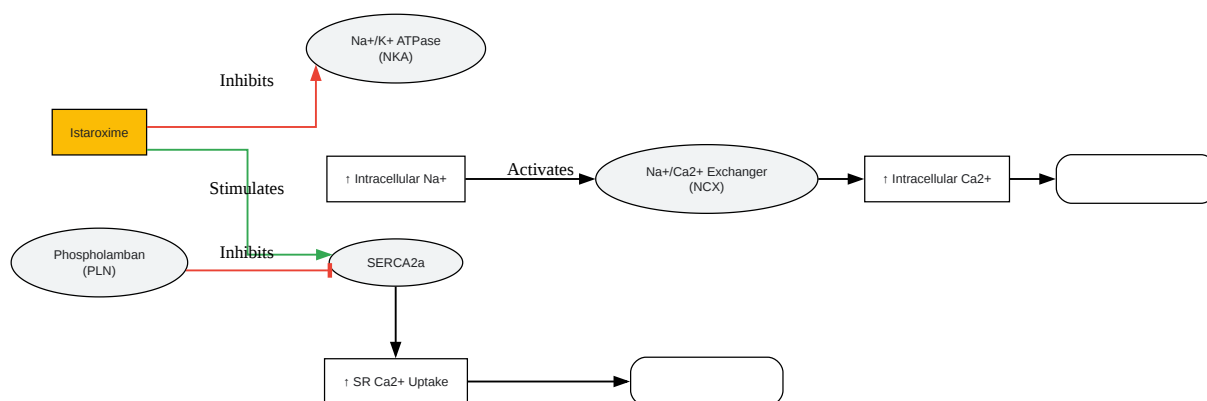 Na+/K+ ATPase
(NKA)
Inhibits
Istaroxime
↑ Intracellular Na+
Activates
Na+/Ca2+ Exchanger
(NCX)
↑ Intracellular Ca2+
Stimulates
Phospholamban
(PLN)
Inhibits
SERCA2a
↑ SR Ca2+ Uptake